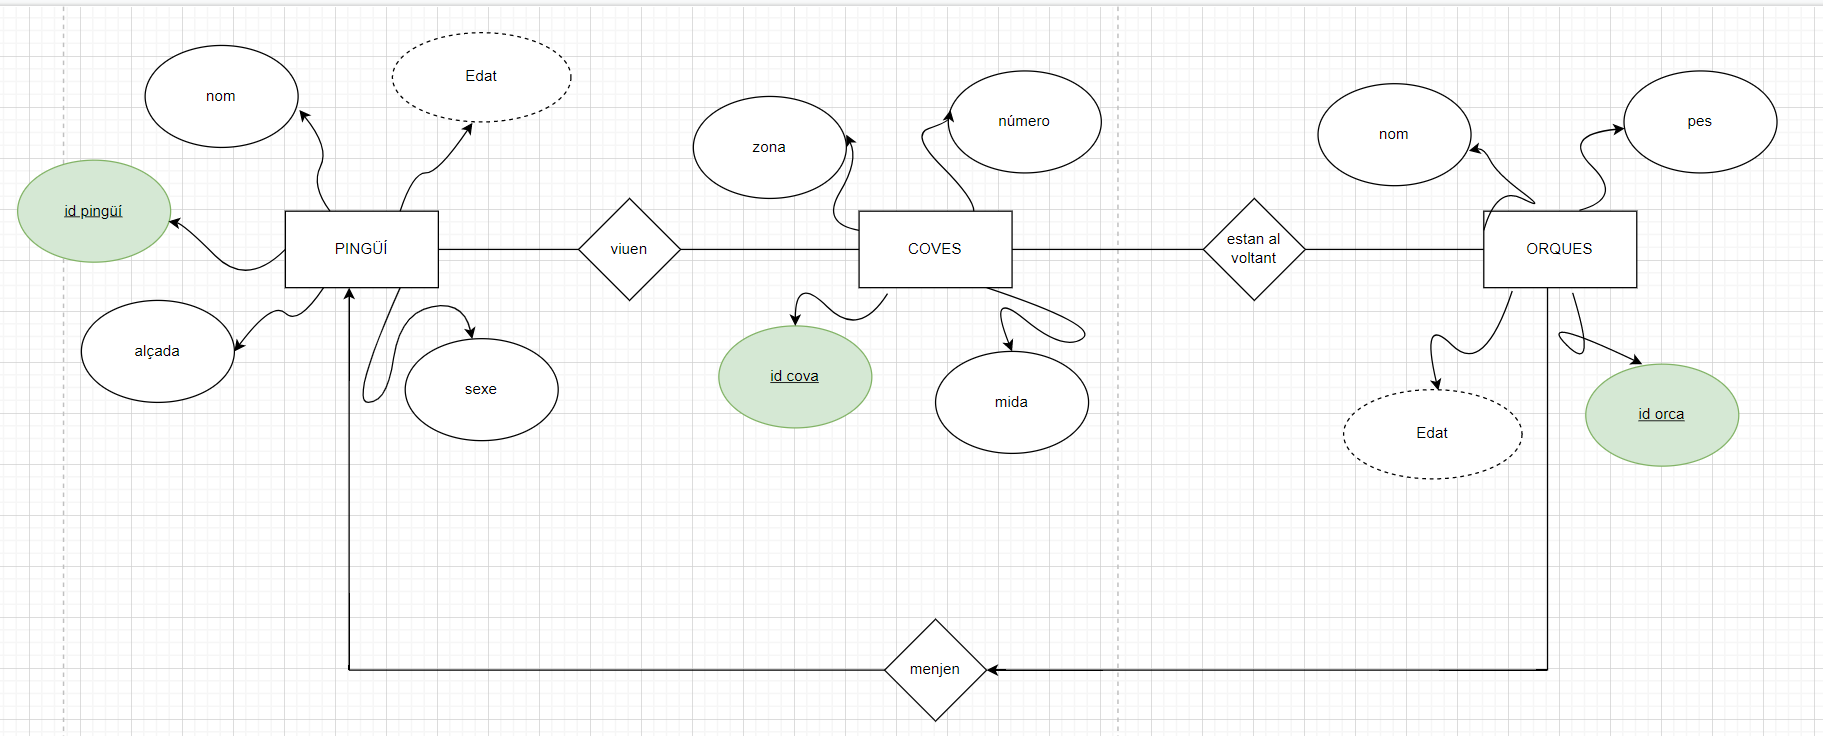 Edat
nom
número
pes
nom
zona
id pingüí
PINGÜÍ
viuen
COVES
estan al
voltant
ORQUES
alçada
sexe
id cova
mida
Edat
id orca
menjen